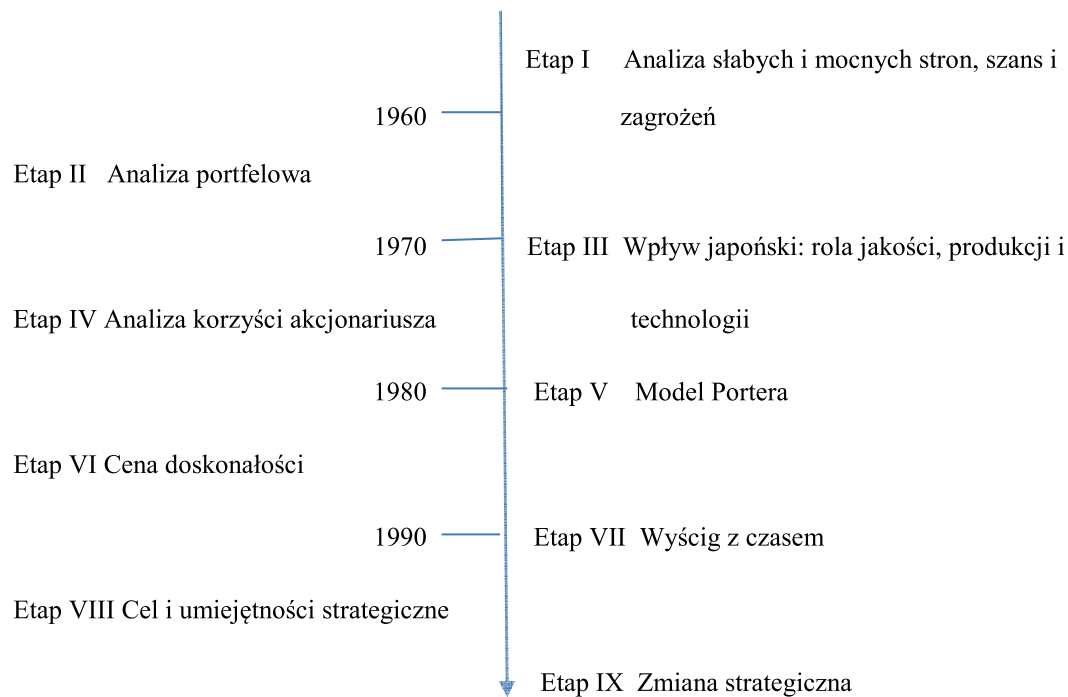 Etap I Analiza słabych i mocnych stron, szans i
1960 zagrożeń
Etap II Analiza portfelowa
1970 Etap III Wpływ japoński: rola jakości, produkcji i
Etap IV Analiza korzyści akcjonariusza technologii
1980 Etap V Model Portera
Etap VI Cena doskonałości
1990 Etap VII Wyścig z czasem
Etap VIII Cel i umiejętności strategiczne
Etap IX Zmiana strategiczna